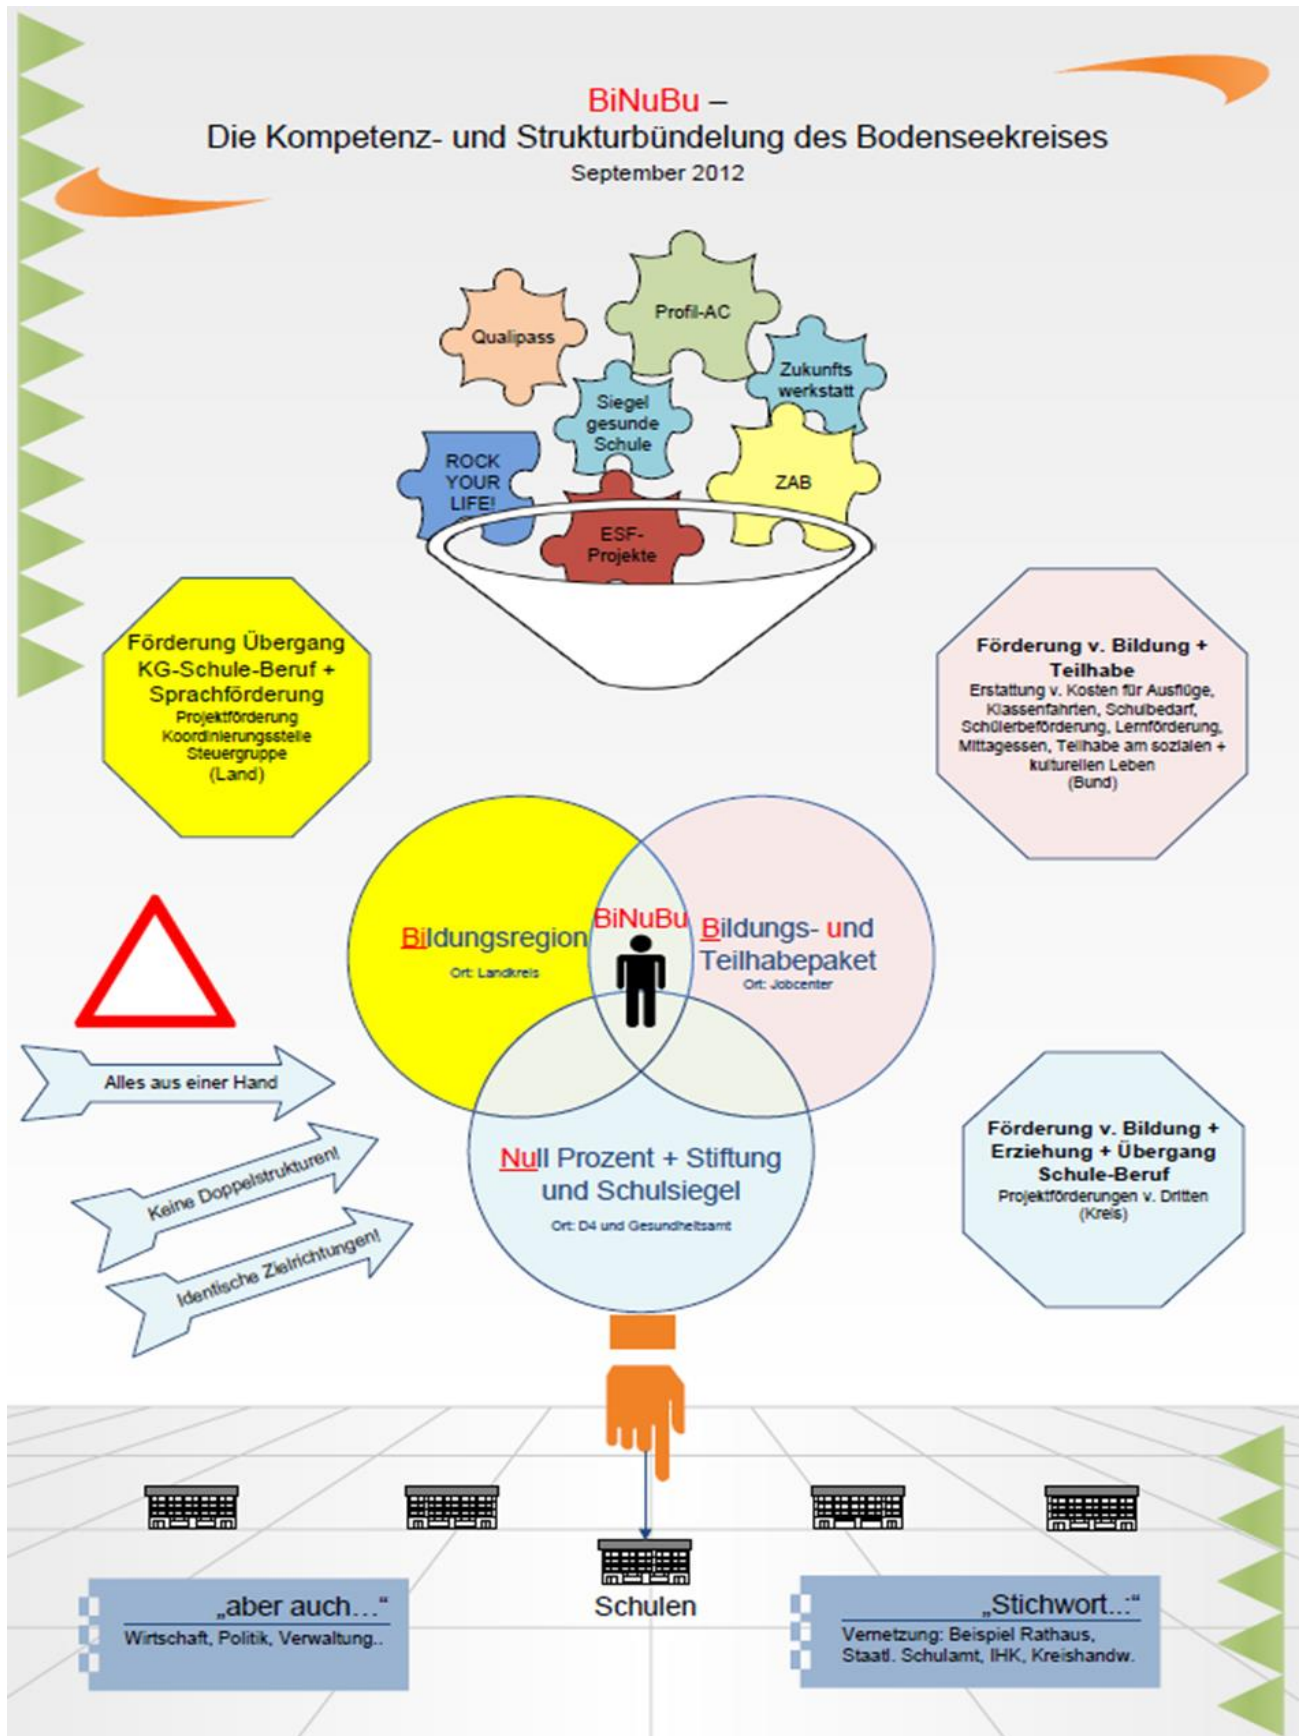 BiNuBu –
Die Kompetenz- und Strukturbündelung des Bodenseekreises
September 2012
Qualipass
Profil-AC
Zukunfts
werkstatt
Siegel
gesunde
Schule
ROCK
YOUR
LIFE!
ZAB
ESF-
Projekte
Förderung Übergang
KG-Schule-Beruf +
Sprachförderung
Projektförderung
Koordinierungsstelle
Steuergruppe
(Land)
Förderung v. Bildung +
Teilhabe
Erstattung v. Kosten für Ausflüge,
Klassenfahrten, Schulbedarf,
Schülerbeförderung, Lernförderung,
Mittagessen, Teilhabe am sozialen +
kulturellen Leben
(Bund)
Bildungsregion
Ort: Landkreis
BiNuBu
Bildungs- und
Teilhabepaket
Ort: Jobcenter
Alles aus einer Hand
Keine Doppelstrukturen!
Identische Zielrichtungen!
Null Prozent + Stiftung
und Schulsiegel
Ort: D4 und Gesundheitsamt
Förderung v. Bildung +
Erziehung + Übergang
Schule-Beruf
Projektförderungen v. Dritten
(Kreis)
Schulen
„aber auch...“
Wirtschaft, Politik, Verwaltung..
„Stichwort..:“
Vernetzung: Beispiel Rathaus,
Staatl. Schulamt, IHK, Kreishandw.